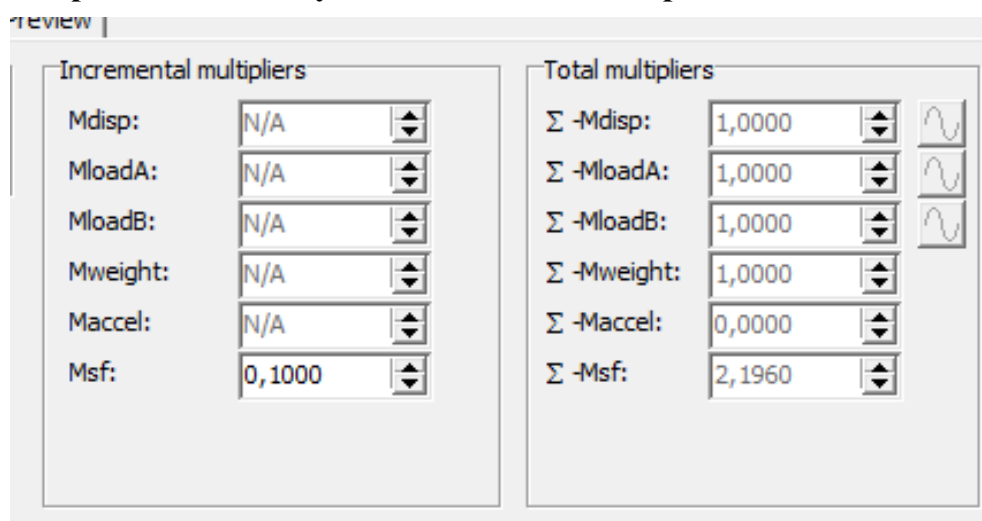 Preview
Incremental multipliers
Mdisp: N/A
MloadA: N/A
MloadB: N/A
Mweight: N/A
Maccel: N/A
Msf: 0,1000
Total multipliers
Σ -Mdisp: 1,0000
Σ -MloadA: 1,0000
Σ -MloadB: 1,0000
Σ -Mweight: 1,0000
Σ -Maccel: 0,0000
Σ -Msf: 2,1960